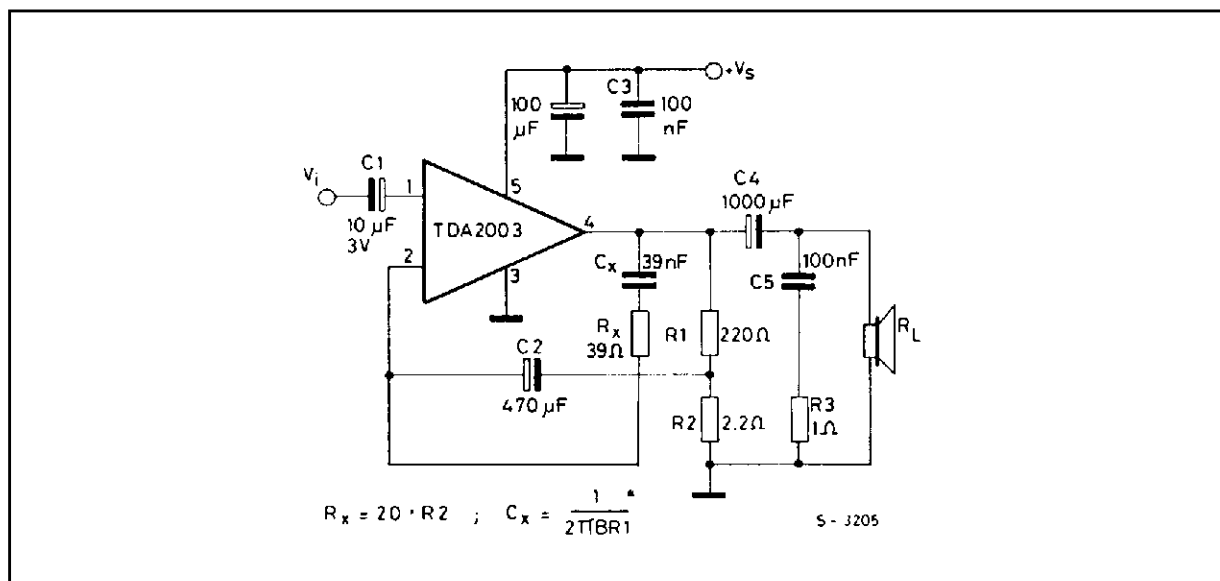 +Vs
C3
100
µF
100
nF
Vi
C1
10 µF
3V
1
2
5
TDA2003
3
4
C4
1000 µF
Cx
39nF
100nF
C5
Rx
39Ω
R1
220Ω
RL
C2
470 µF
R2
2.2Ω
R3
1Ω
Rx = 20 · R2 ; Cx = 1 / 2πBR1 *
S - 3205